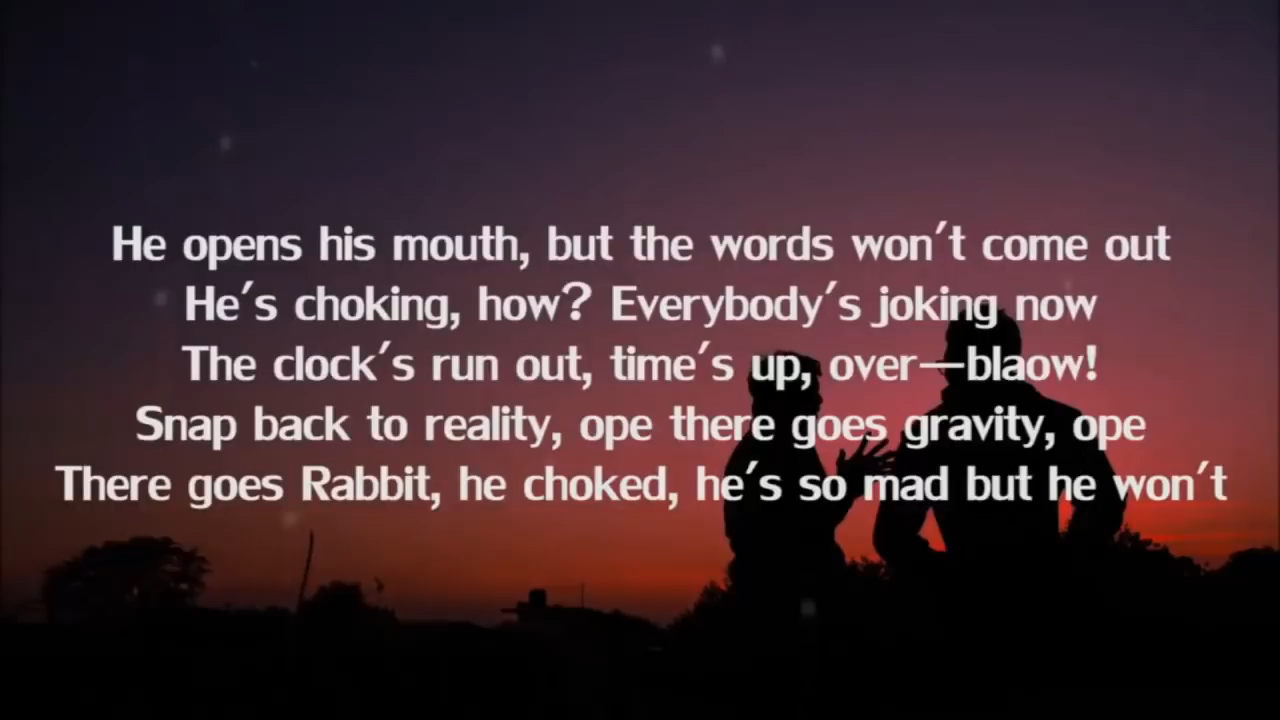 He opens his mouth, but the words won't come out
He's choking, how? Everybody's joking now
The clock's run out, time's up, over—blaow!
Snap back to reality, ope there goes gravity, ope
There goes Rabbit, he choked, he's so mad but he won't